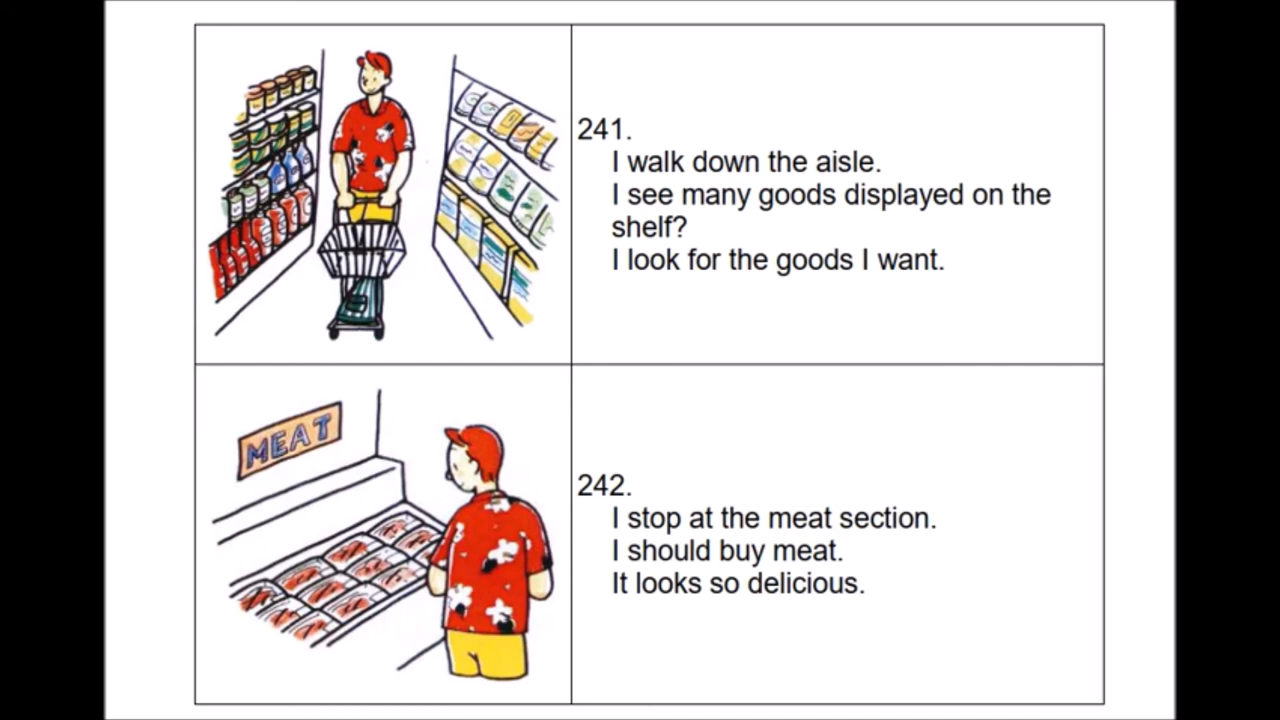 241.
I walk down the aisle.
I see many goods displayed on the
shelf?
I look for the goods I want.
MEAT
242.
I stop at the meat section.
I should buy meat.
It looks so delicious.